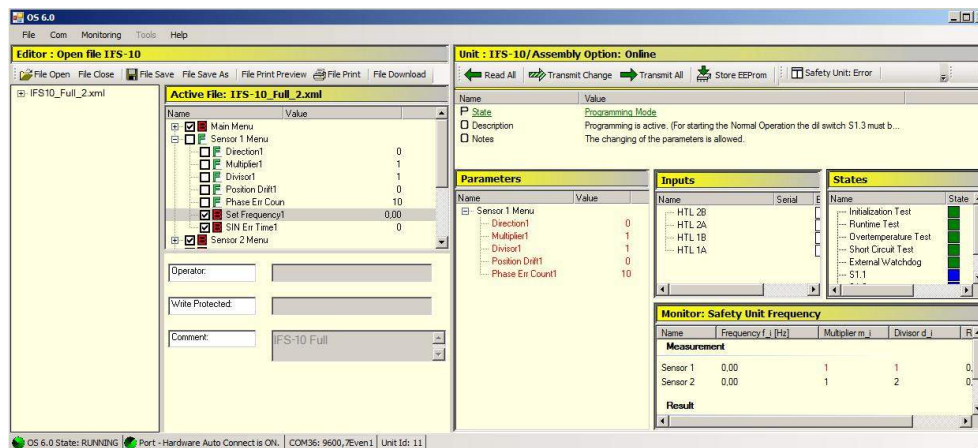 OS 6.0
File Com Monitoring Tools Help
Editor : Open file IFS-10
File Open File Close File Save File Save As File Print Preview File Print File Download
IFS10_Full_2.xml
Active File: IFS-10_Full_2.xml
Name Value
Main Menu
Sensor 1 Menu
Direction1 0
Multiplier1 1
Divisor1 1
Position Drift1 0
Phase Err Coun 10
Set Frequency1 0,00
SIN Err Time1 0
Sensor 2 Menu
Operator:
Write Protected:
Comment: IFS-10 Full
Unit : IFS-10/Assembly Option: Online
Read All Transmit Change Transmit All Store EEProm Safety Unit: Error
Name Value
State Programming Mode
Description Programming is active. (For starting the Normal Operation the dil switch S1.3 must b...
Notes The changing of the parameters is allowed.
Parameters
Name Value
Sensor 1 Menu
Direction1 0
Multiplier1 1
Divisor1 1
Position Drift1 0
Phase Err Count1 10
Inputs
Name Serial E
HTL 2B
HTL 2A
HTL 1B
HTL 1A
States
Name State
Initialization Test
Runtime Test
Overtemperature Test
Short Circuit Test
External Watchdog
S1.1
Monitor: Safety Unit Frequency
Name Frequency f_i [Hz] Multiplier m_i Divisor d_i R
Measurement
Sensor 1 0,00 1 1 0,
Sensor 2 0,00 1 2 0,
Result
OS 6.0 State: RUNNING Port - Hardware Auto Connect is ON. COM36: 9600,7Even1 Unit Id: 11